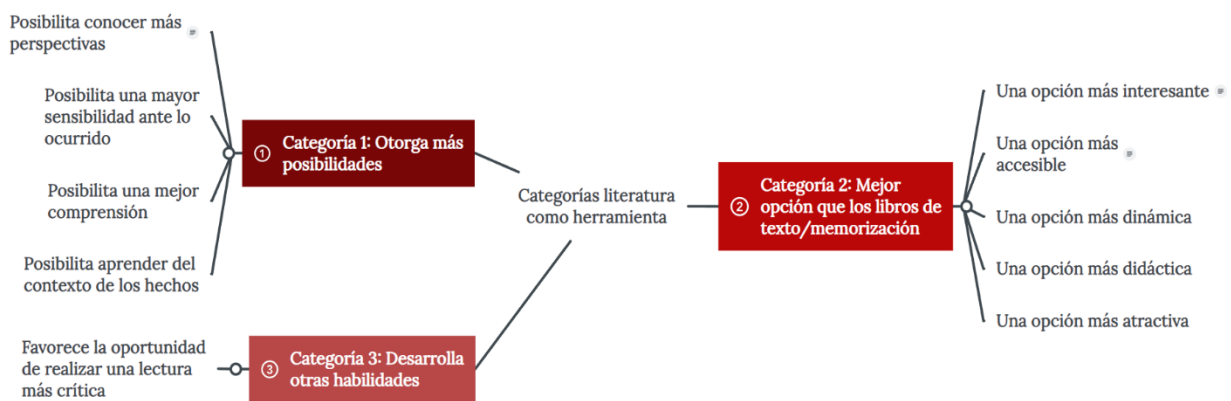 Posibilita conocer más
perspectivas
Posibilita una mayor
sensibilidad ante lo
ocurrido
Posibilita una mejor
comprensión
Posibilita aprender del
contexto de los hechos
1
Categoría 1: Otorga más
posibilidades
Favorece la oportunidad
de realizar una lectura
más crítica
3
Categoría 3: Desarrolla
otras habilidades
Categorías literatura
como herramienta
2
Categoría 2: Mejor
opción que los libros de
texto/memorización
Una opción más interesante
Una opción más
accesible
Una opción más dinámica
Una opción más didáctica
Una opción más atractiva